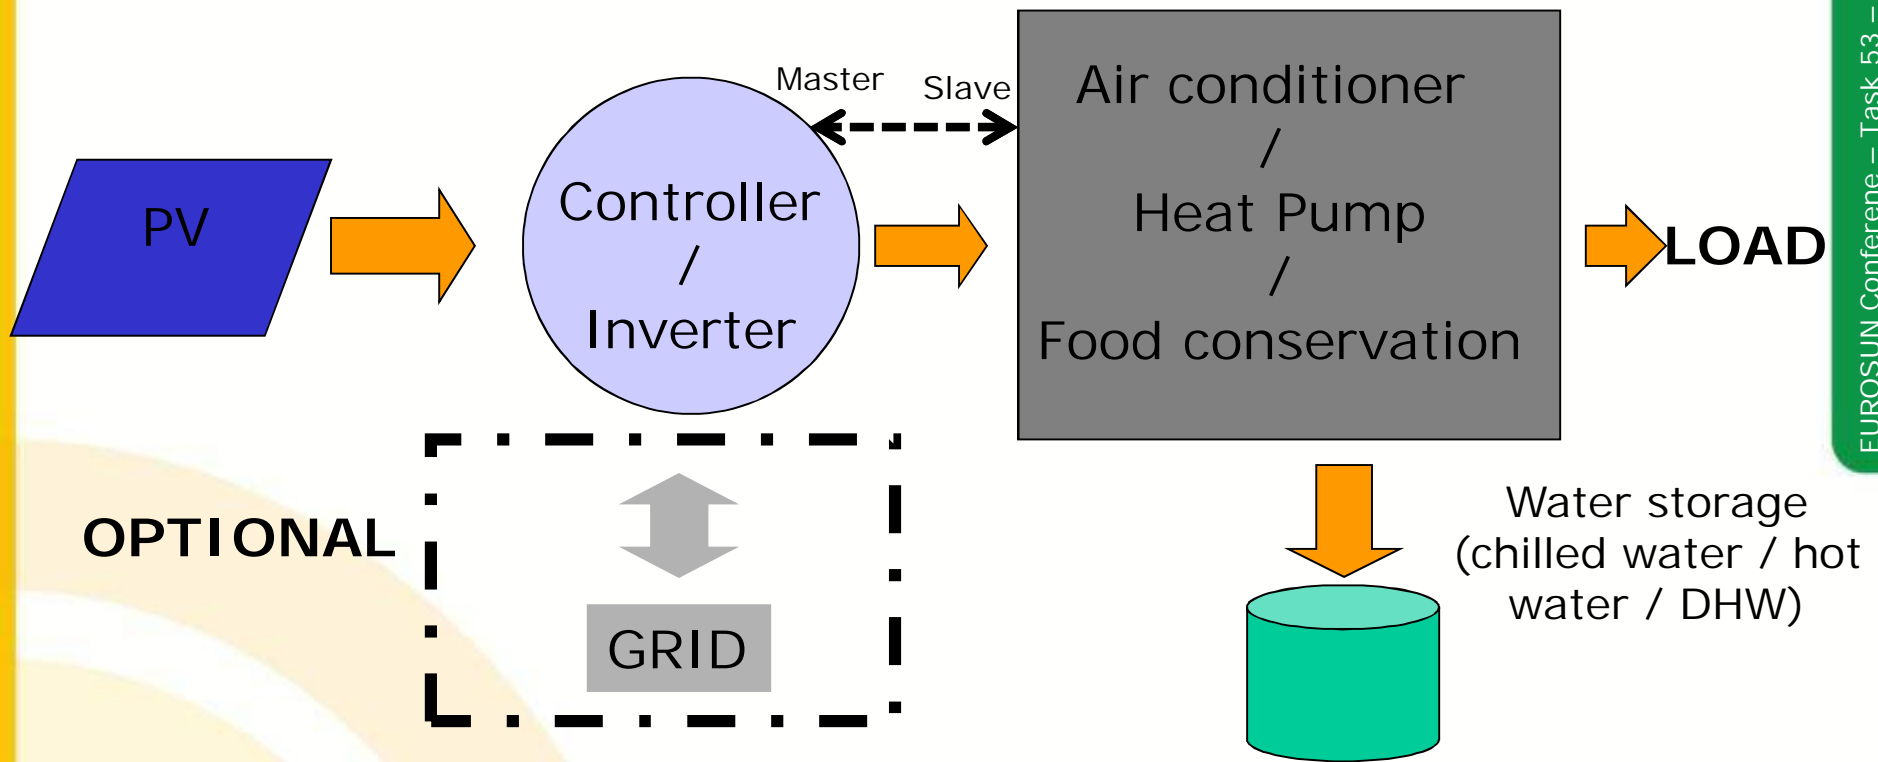 Master
Slave
PV
Controller
/
Inverter
Air conditioner
/
Heat Pump
/
Food conservation
LOAD
OPTIONAL
GRID
Water storage
(chilled water / hot
water / DHW)
EUROSUN Conferene – Task 53 –